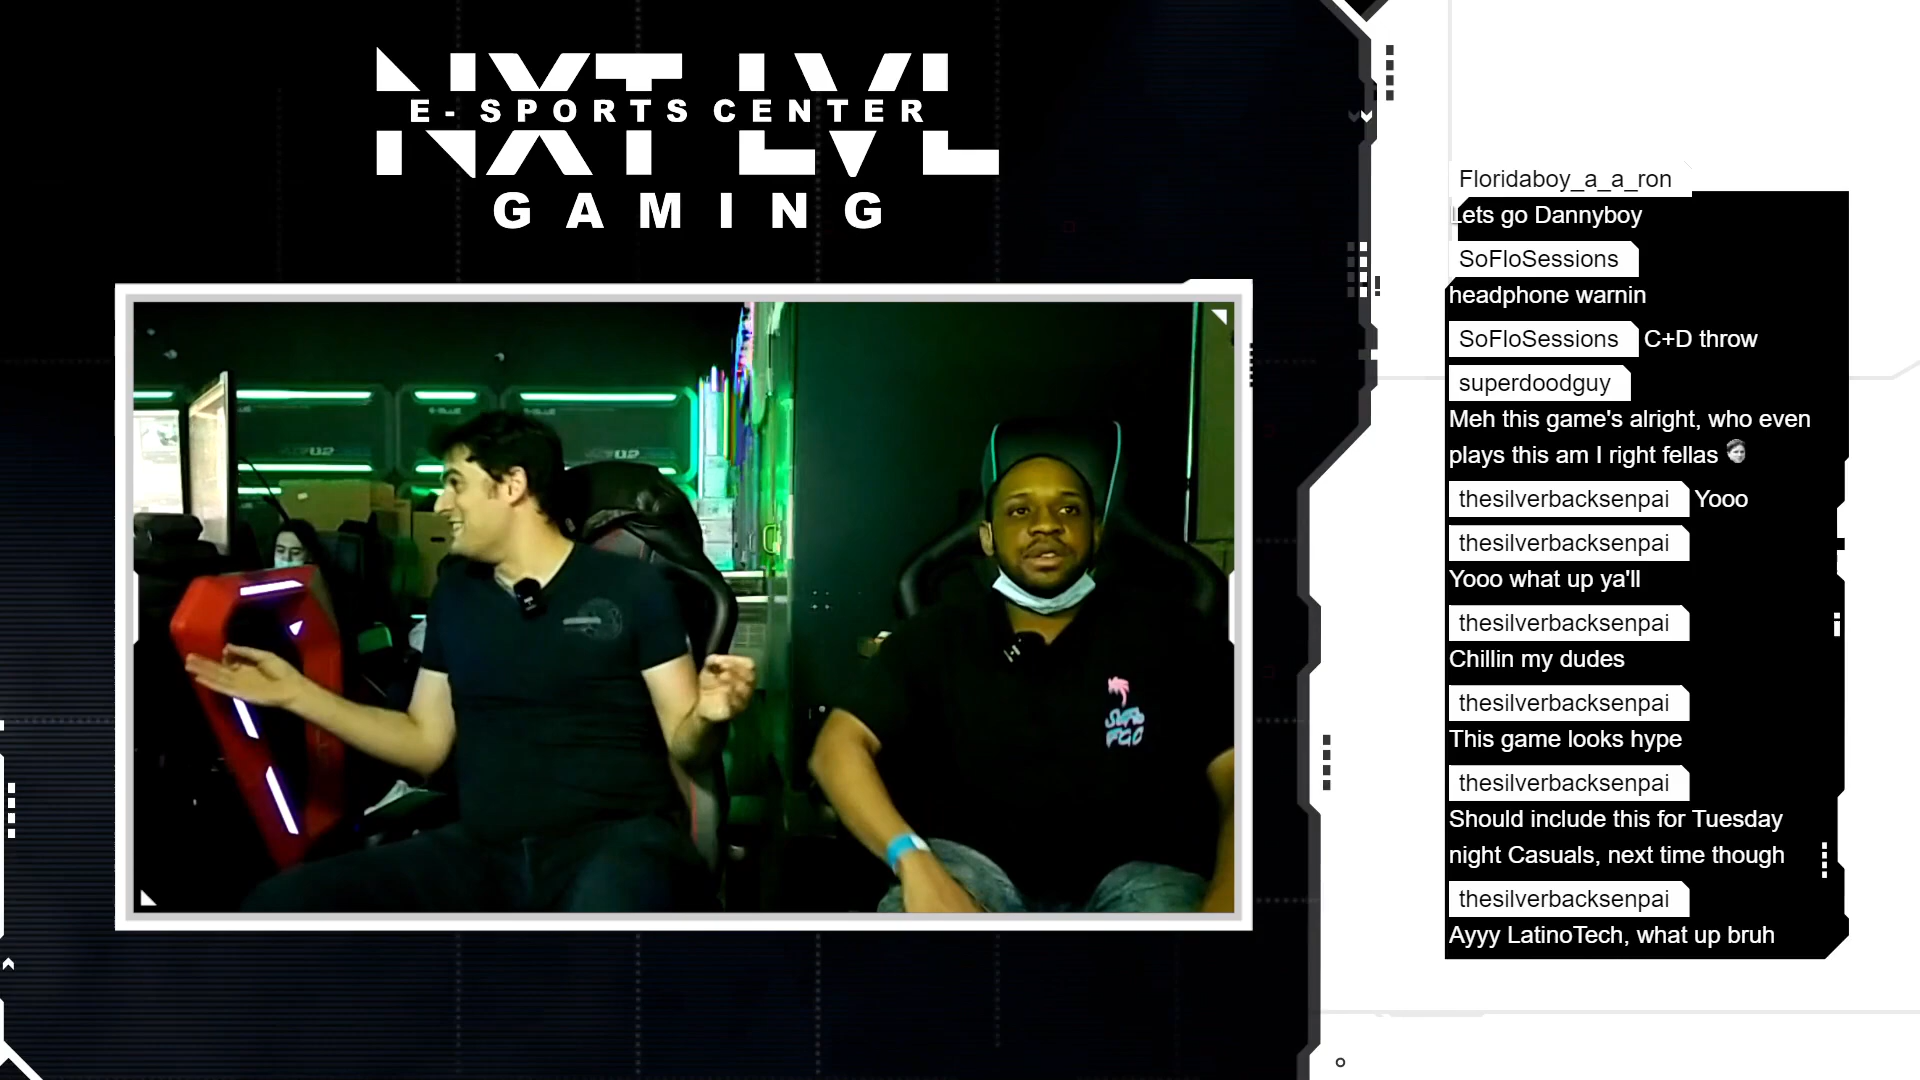 NXT LVL
E-SPORTS CENTER
GAMING
SOFLO
FGC
Floridaboy_a_a_ron
Lets go Dannyboy
SoFloSessions
headphone warnin
SoFloSessions C+D throw
superdoodguy
Meh this game's alright, who even
plays this am I right fellas
thesilverbacksenpai Yooo
thesilverbacksenpai
Yooo what up ya'll
thesilverbacksenpai
Chillin my dudes
thesilverbacksenpai
This game looks hype
thesilverbacksenpai
Should include this for Tuesday
night Casuals, next time though
thesilverbacksenpai
Ayyy LatinoTech, what up bruh